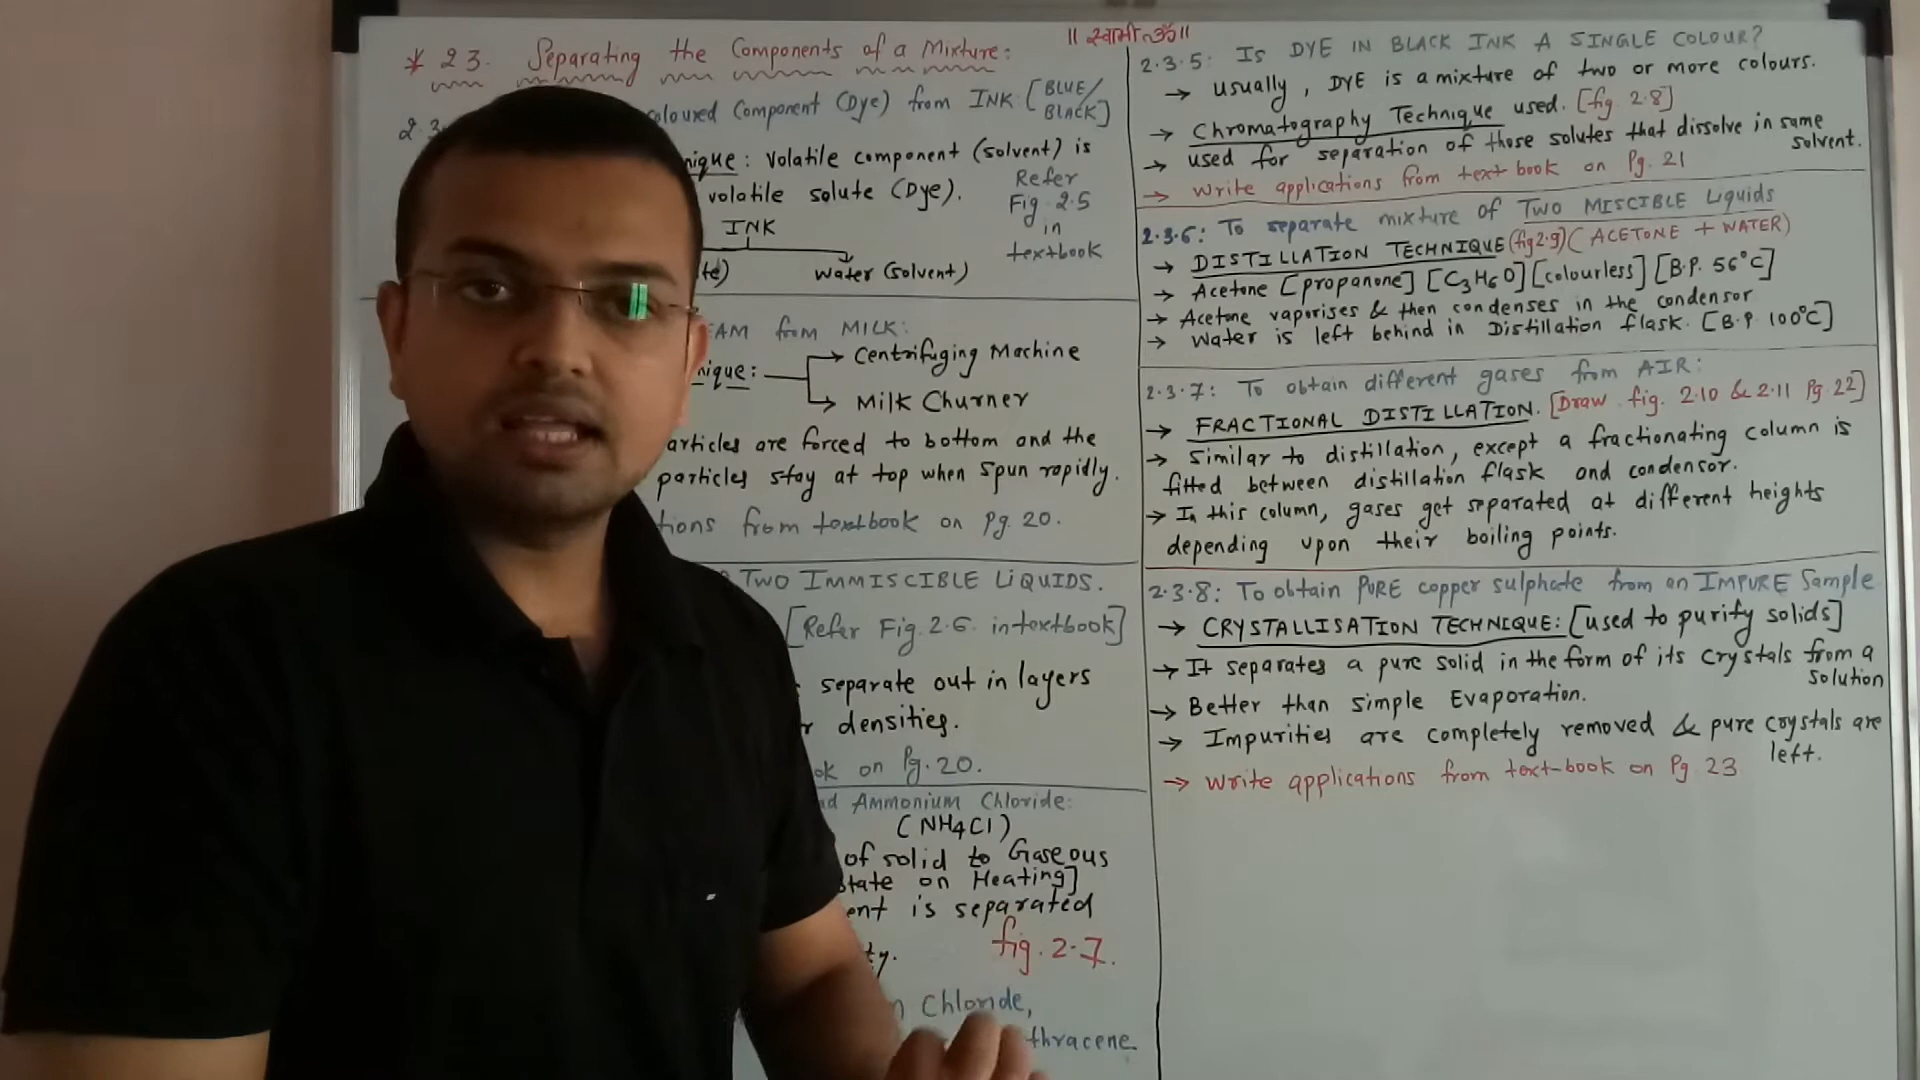 || स्वामी ॐ ||
* 23. Separating the Components of a Mixture:
2.3
coloured Component (Dye) from INK [BLUE/
BLACK]
nique: Volatile component (solvent) is
volatile solute (Dye).
Refer
Fig 2.5
in
textbook
INK
te)
Water (solvent)
EAM from MILK:
nique:
Centrifuging Machine
Milk Churner
articles are forced to bottom and the
particles stay at top when spun rapidly.
tions from textbook on Pg. 20.
TWO IMMISCIBLE LIQUIDS.
[Refer Fig. 2.6. in textbook]
separate out in layers
r densities.
ok on Pg. 20.
nd Ammonium Chloride:
(NH4Cl)
of solid to Gaseous
state on Heating]
ent is separated
ty.
fig. 2.7.
n Chloride,
thracene
2.3.5: IS DYE IN BLACK INK A SINGLE COLOUR?
→ usually, DYE is a mixture of two or more colours.
→ Chromatography Technique used. [fig 2.8]
→ used for separation of those solutes that dissolve in same
solvent.
→ Write applications from text book on Pg. 21
2.3.6: To separate mixture of TWO MISCIBLE Liquids
→ DISTILLATION TECHNIQUE (fig 2.9) (ACETONE + WATER)
→ Acetone [propanone] [C3H6O] [colourless] [B.P. 56°C]
→ Acetone vaporises & then condenses in the condensor
→ Water is left behind in Distillation flask. [B.P. 100°C]
2.3.7: To obtain different gases from AIR:
→ FRACTIONAL DISTILLATION. [Draw fig. 2.10 & 2.11 Pg. 22]
→ Similar to distillation, except a fractionating column is
fitted between distillation flask and condensor.
→ In this column, gases get separated at different heights
depending upon their boiling points.
2.3.8: To obtain PURE copper sulphate from an IMPURE Sample
→ CRYSTALLISATION TECHNIQUE: [used to purify solids]
→ It separates a pure solid in the form of its crystals from a
solution
→ Better than simple Evaporation.
→ Impurities are completely removed & pure crystals are
left.
→ Write applications from text-book on Pg. 23